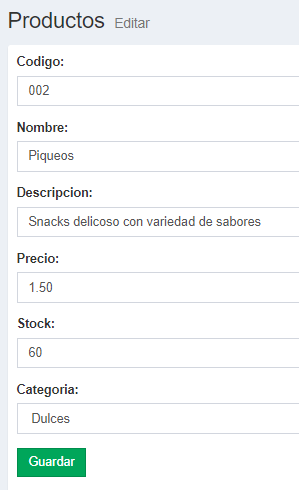 Productos Editar
Codigo:
002
Nombre:
Piqueos
Descripcion:
Snacks delicoso con variedad de sabores
Precio:
1.50
Stock:
60
Categoria:
Dulces
Guardar